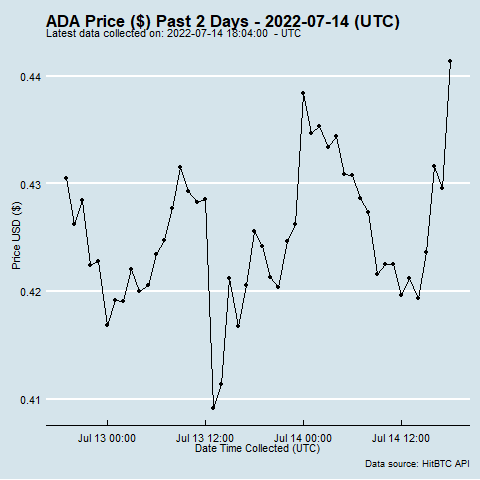 ADA Price ($) Past 2 Days - 2022-07-14 (UTC)
Latest data collected on: 2022-07-14 18:04:00  - UTC
0.44
0.43
0.42
0.41
Price USD ($)
Jul 13 00:00
Jul 13 12:00
Jul 14 00:00
Jul 14 12:00
Date Time Collected (UTC)
Data source: HitBTC API